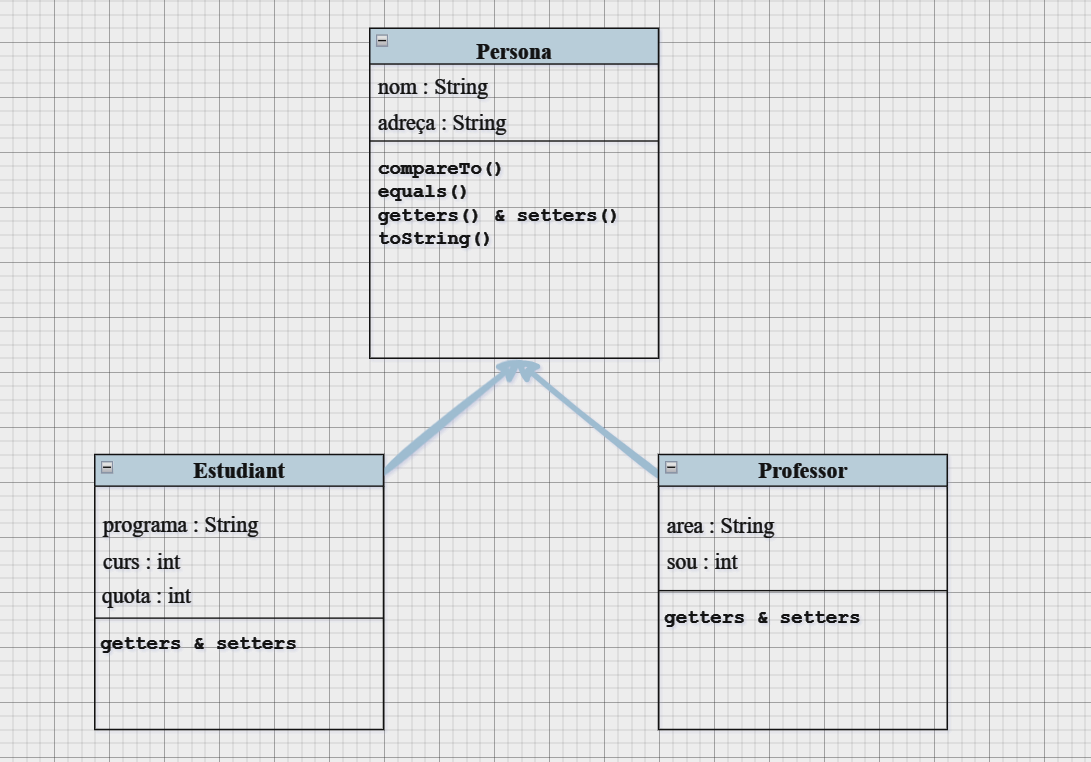 Persona
nom : String
adreça : String
compareTo()
equals()
getters() & setters()
toString()
Estudiant
programa : String
curs : int
quota : int
getters & setters
Professor
area : String
sou : int
getters & setters